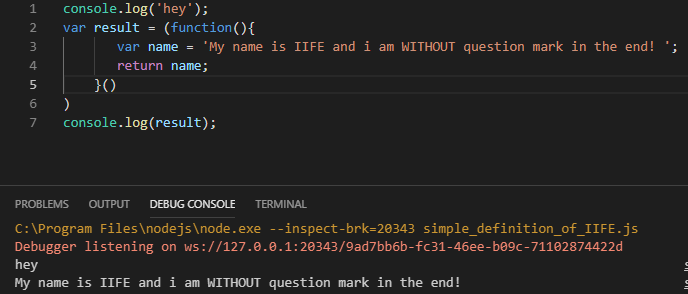 1 console.log('hey');
2 var result = (function(){
3 var name = 'My name is IIFE and i am WITHOUT question mark in the end! ';
4 return name;
5 }()
6 )
7 console.log(result);
PROBLEMS OUTPUT DEBUG CONSOLE TERMINAL
C:\Program Files\nodejs\node.exe --inspect-brk=20343 simple_definition_of_IIFE.js
Debugger listening on ws://127.0.0.1:20343/9ad7bb6b-fc31-46ee-b09c-71102874422d
hey s
My name is IIFE and i am WITHOUT question mark in the end! s